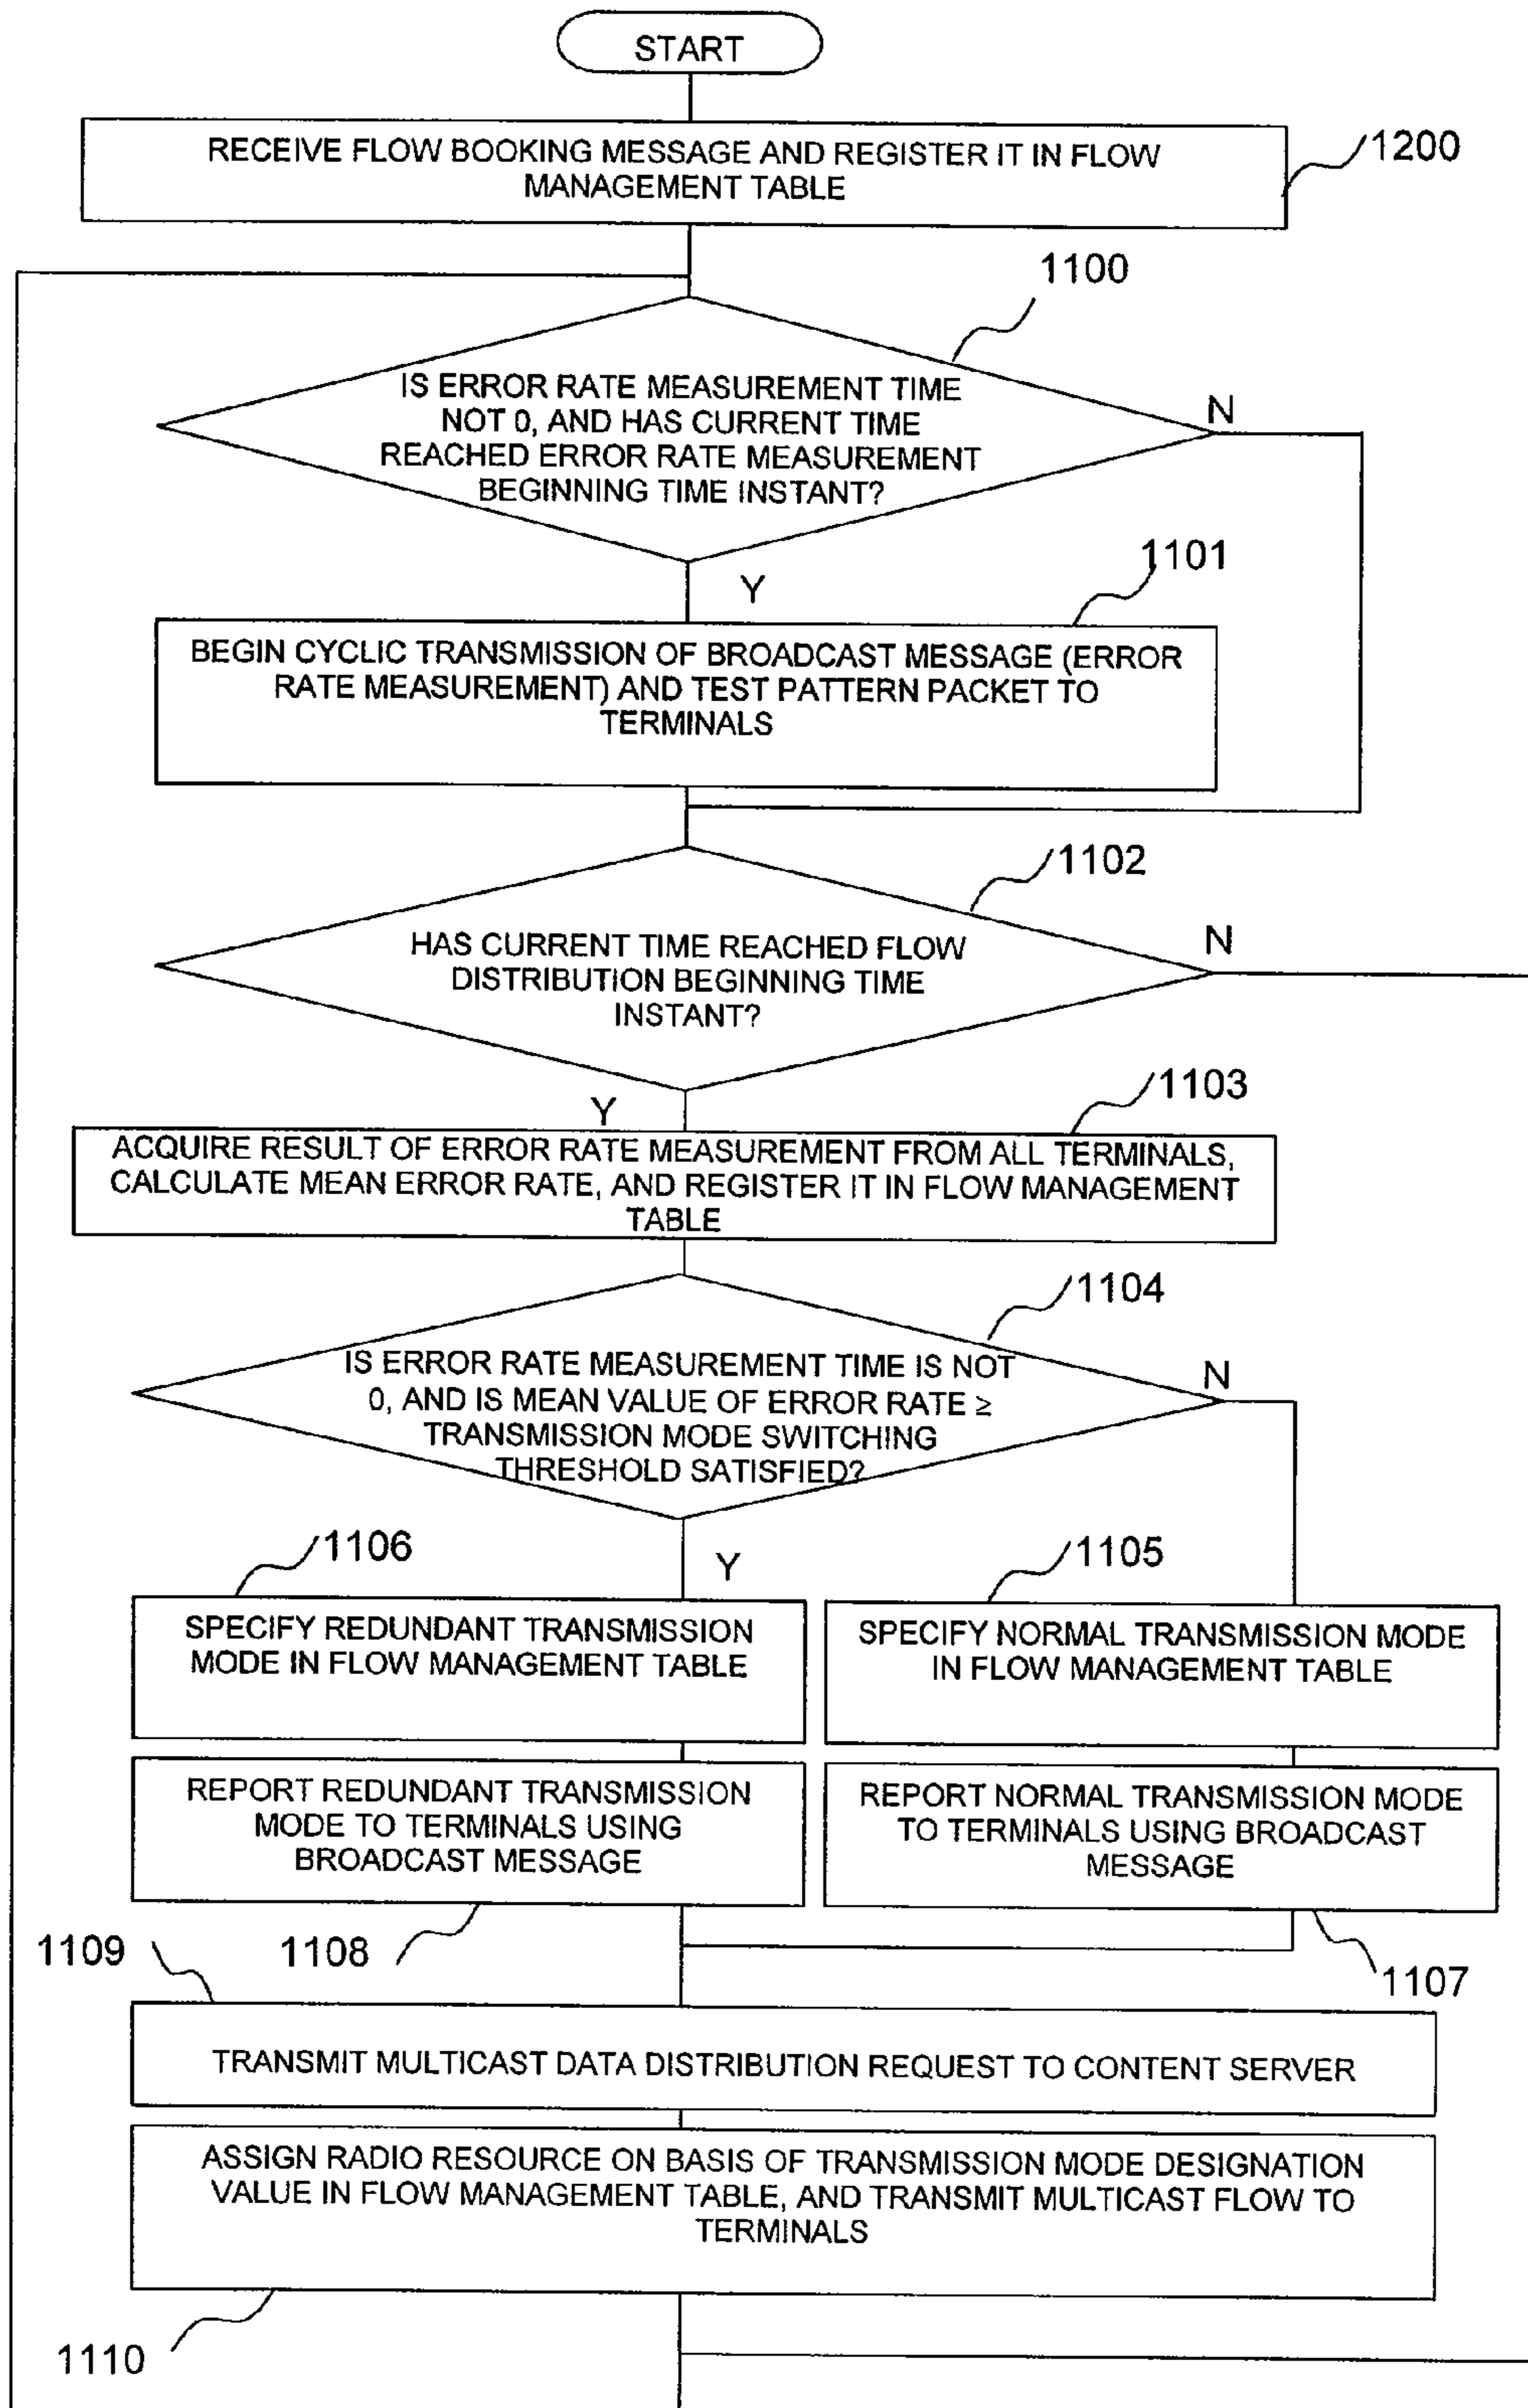 START
RECEIVE FLOW BOOKING MESSAGE AND REGISTER IT IN FLOW
MANAGEMENT TABLE
1200
1100
IS ERROR RATE MEASUREMENT TIME
NOT 0, AND HAS CURRENT TIME
REACHED ERROR RATE MEASUREMENT
BEGINNING TIME INSTANT?
N
Y
1101
BEGIN CYCLIC TRANSMISSION OF BROADCAST MESSAGE (ERROR
RATE MEASUREMENT) AND TEST PATTERN PACKET TO
TERMINALS
1102
HAS CURRENT TIME REACHED FLOW
DISTRIBUTION BEGINNING TIME
INSTANT?
N
Y
1103
ACQUIRE RESULT OF ERROR RATE MEASUREMENT FROM ALL TERMINALS,
CALCULATE MEAN ERROR RATE, AND REGISTER IT IN FLOW MANAGEMENT
TABLE
1104
IS ERROR RATE MEASUREMENT TIME IS NOT
0, AND IS MEAN VALUE OF ERROR RATE ≥
TRANSMISSION MODE SWITCHING
THRESHOLD SATISFIED?
N
Y
1106
SPECIFY REDUNDANT TRANSMISSION
MODE IN FLOW MANAGEMENT TABLE
1105
SPECIFY NORMAL TRANSMISSION MODE
IN FLOW MANAGEMENT TABLE
REPORT REDUNDANT TRANSMISSION
MODE TO TERMINALS USING
BROADCAST MESSAGE
1108
REPORT NORMAL TRANSMISSION MODE
TO TERMINALS USING BROADCAST
MESSAGE
1107
1109
TRANSMIT MULTICAST DATA DISTRIBUTION REQUEST TO CONTENT SERVER
ASSIGN RADIO RESOURCE ON BASIS OF TRANSMISSION MODE DESIGNATION
VALUE IN FLOW MANAGEMENT TABLE, AND TRANSMIT MULTICAST FLOW TO
TERMINALS
1110